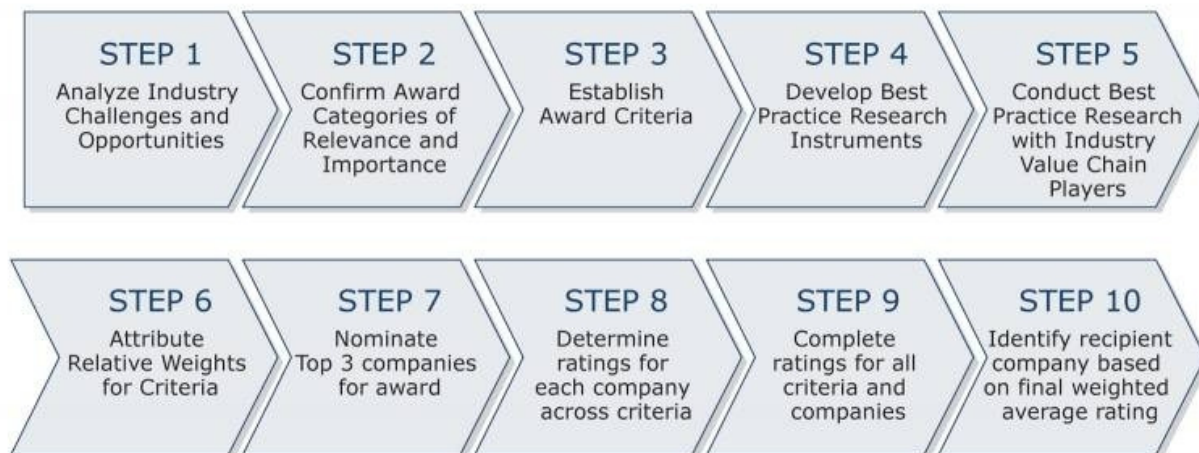 STEP 1
Analyze Industry
Challenges and
Opportunities
STEP 2
Confirm Award
Categories of
Relevance and
Importance
STEP 3
Establish
Award Criteria
STEP 4
Develop Best
Practice Research
Instruments
STEP 5
Conduct Best
Practice Research
with Industry
Value Chain
Players
STEP 6
Attribute
Relative Weights
for Criteria
STEP 7
Nominate
Top 3 companies
for award
STEP 8
Determine
ratings for
each company
across criteria
STEP 9
Complete
ratings for all
criteria and
companies
STEP 10
Identify recipient
company based
on final weighted
average rating